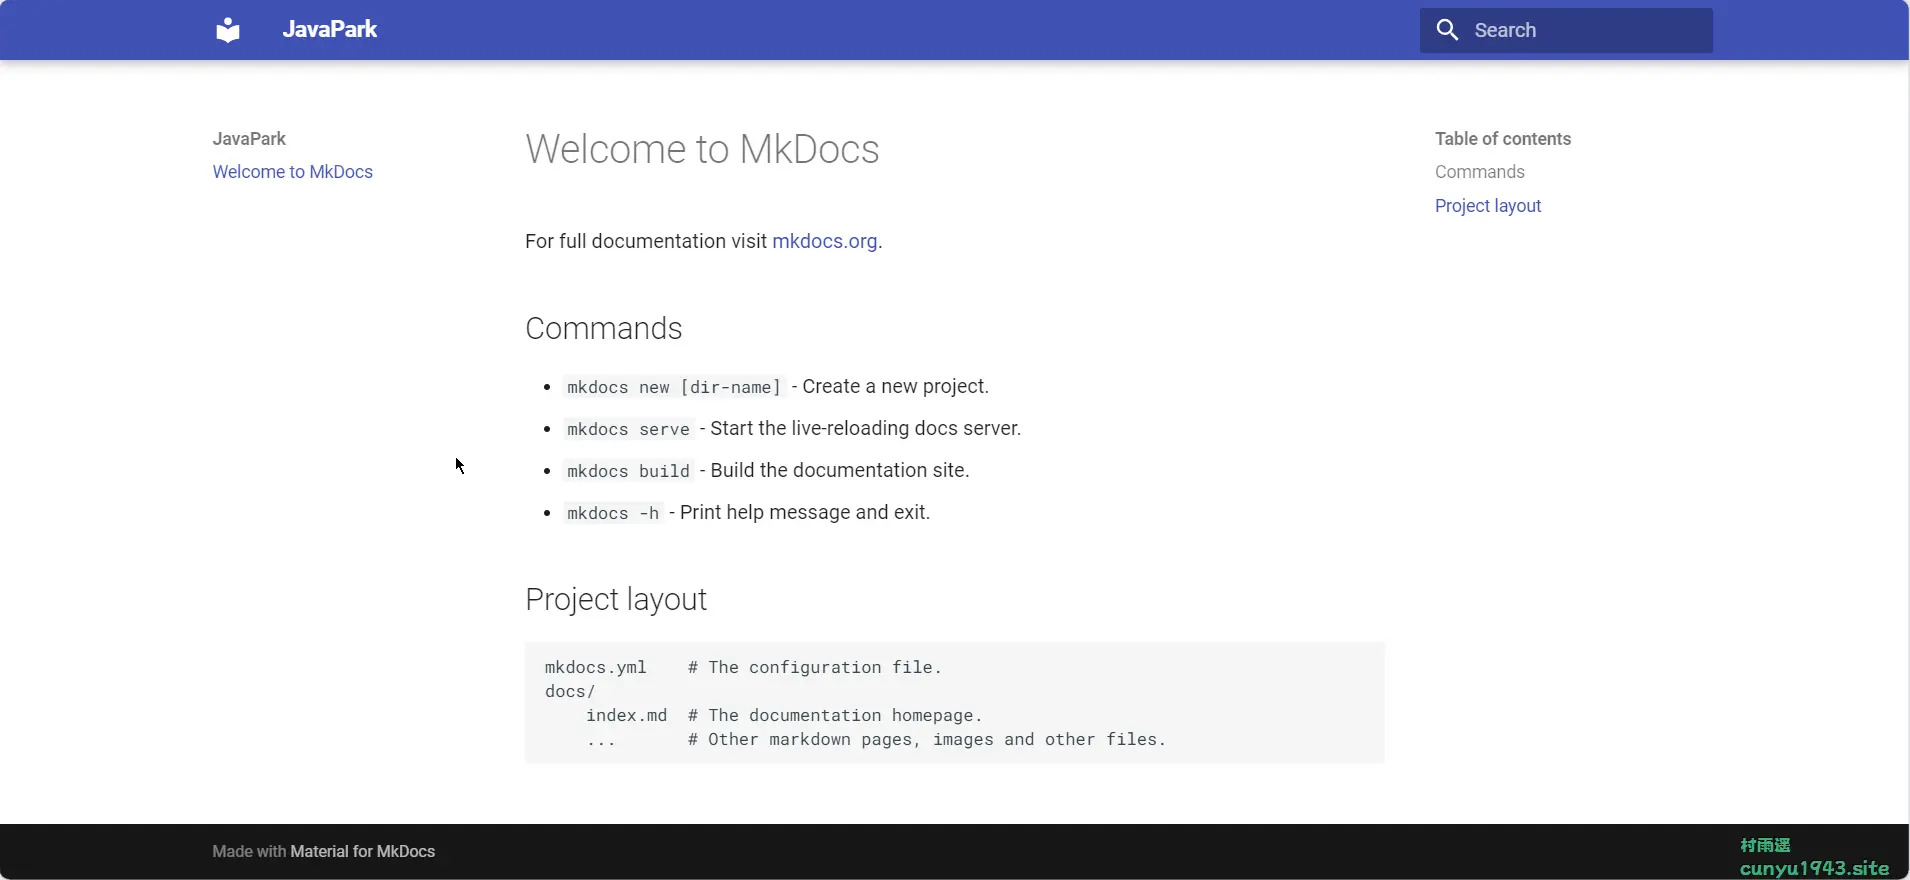 JavaPark
Search
JavaPark
Welcome to MkDocs
Welcome to MkDocs
For full documentation visit mkdocs.org.
Commands
mkdocs new [dir-name] - Create a new project.
mkdocs serve - Start the live-reloading docs server.
mkdocs build - Build the documentation site.
mkdocs -h - Print help message and exit.
Project layout
mkdocs.yml    # The configuration file.
docs/
    index.md  # The documentation homepage.
    ...       # Other markdown pages, images and other files.
Table of contents
Commands
Project layout
Made with Material for MkDocs
村雨遥
cunyu1943.site